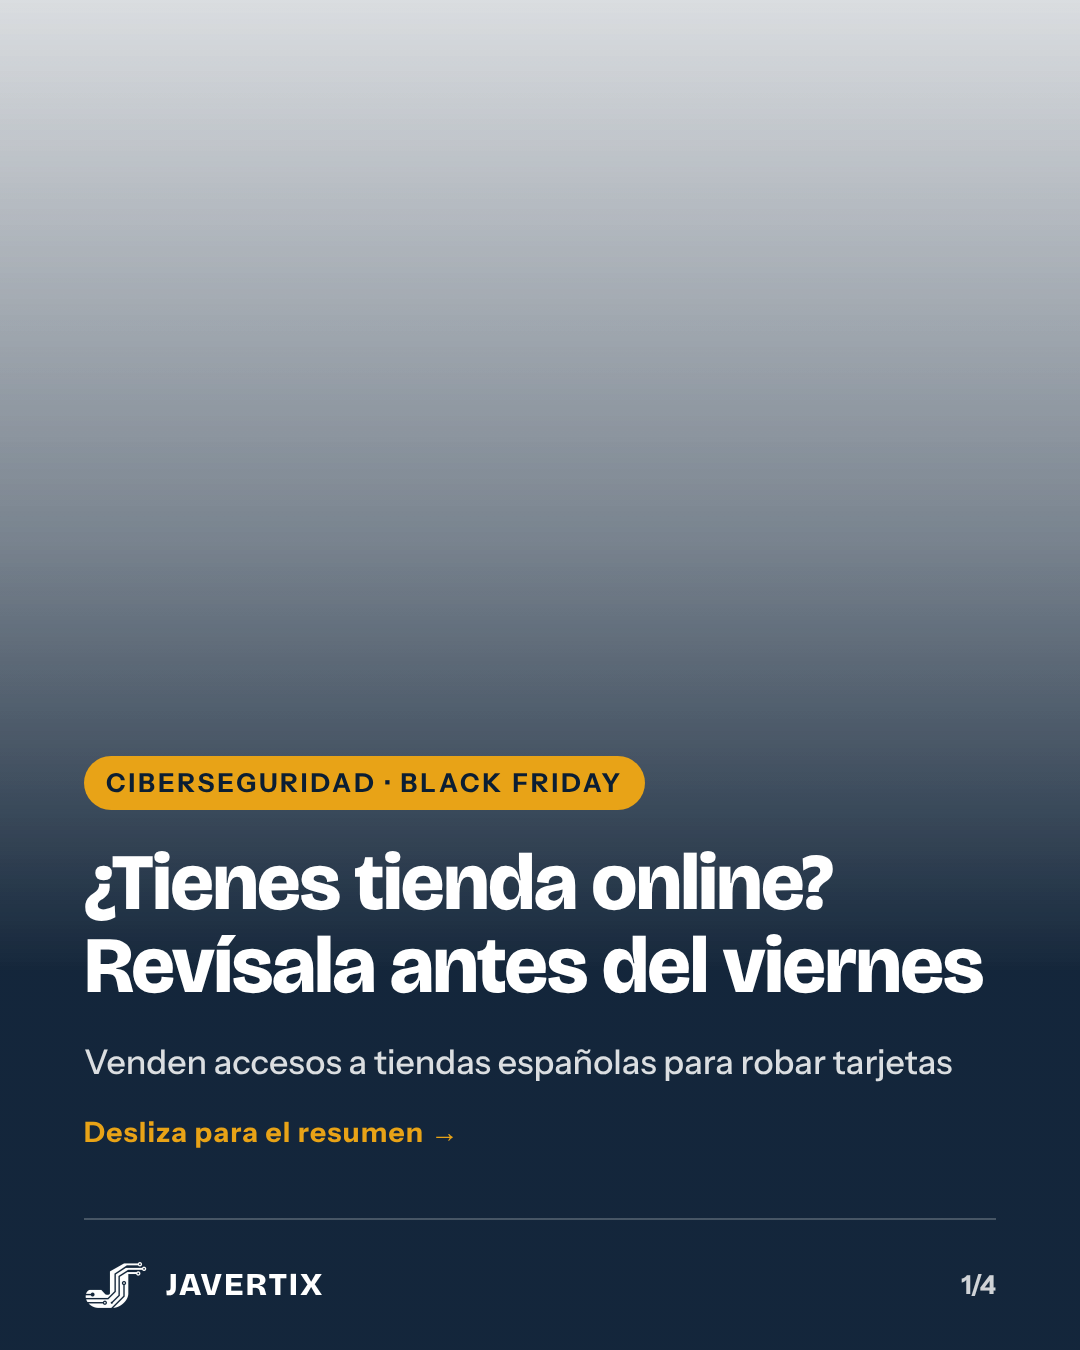 CIBERSEGURIDAD · BLACK FRIDAY
¿Tienes tienda online?
Revísala antes del viernes
Venden accesos a tiendas españolas para robar tarjetas
Desliza para el resumen →
JAVERTIX
1/4